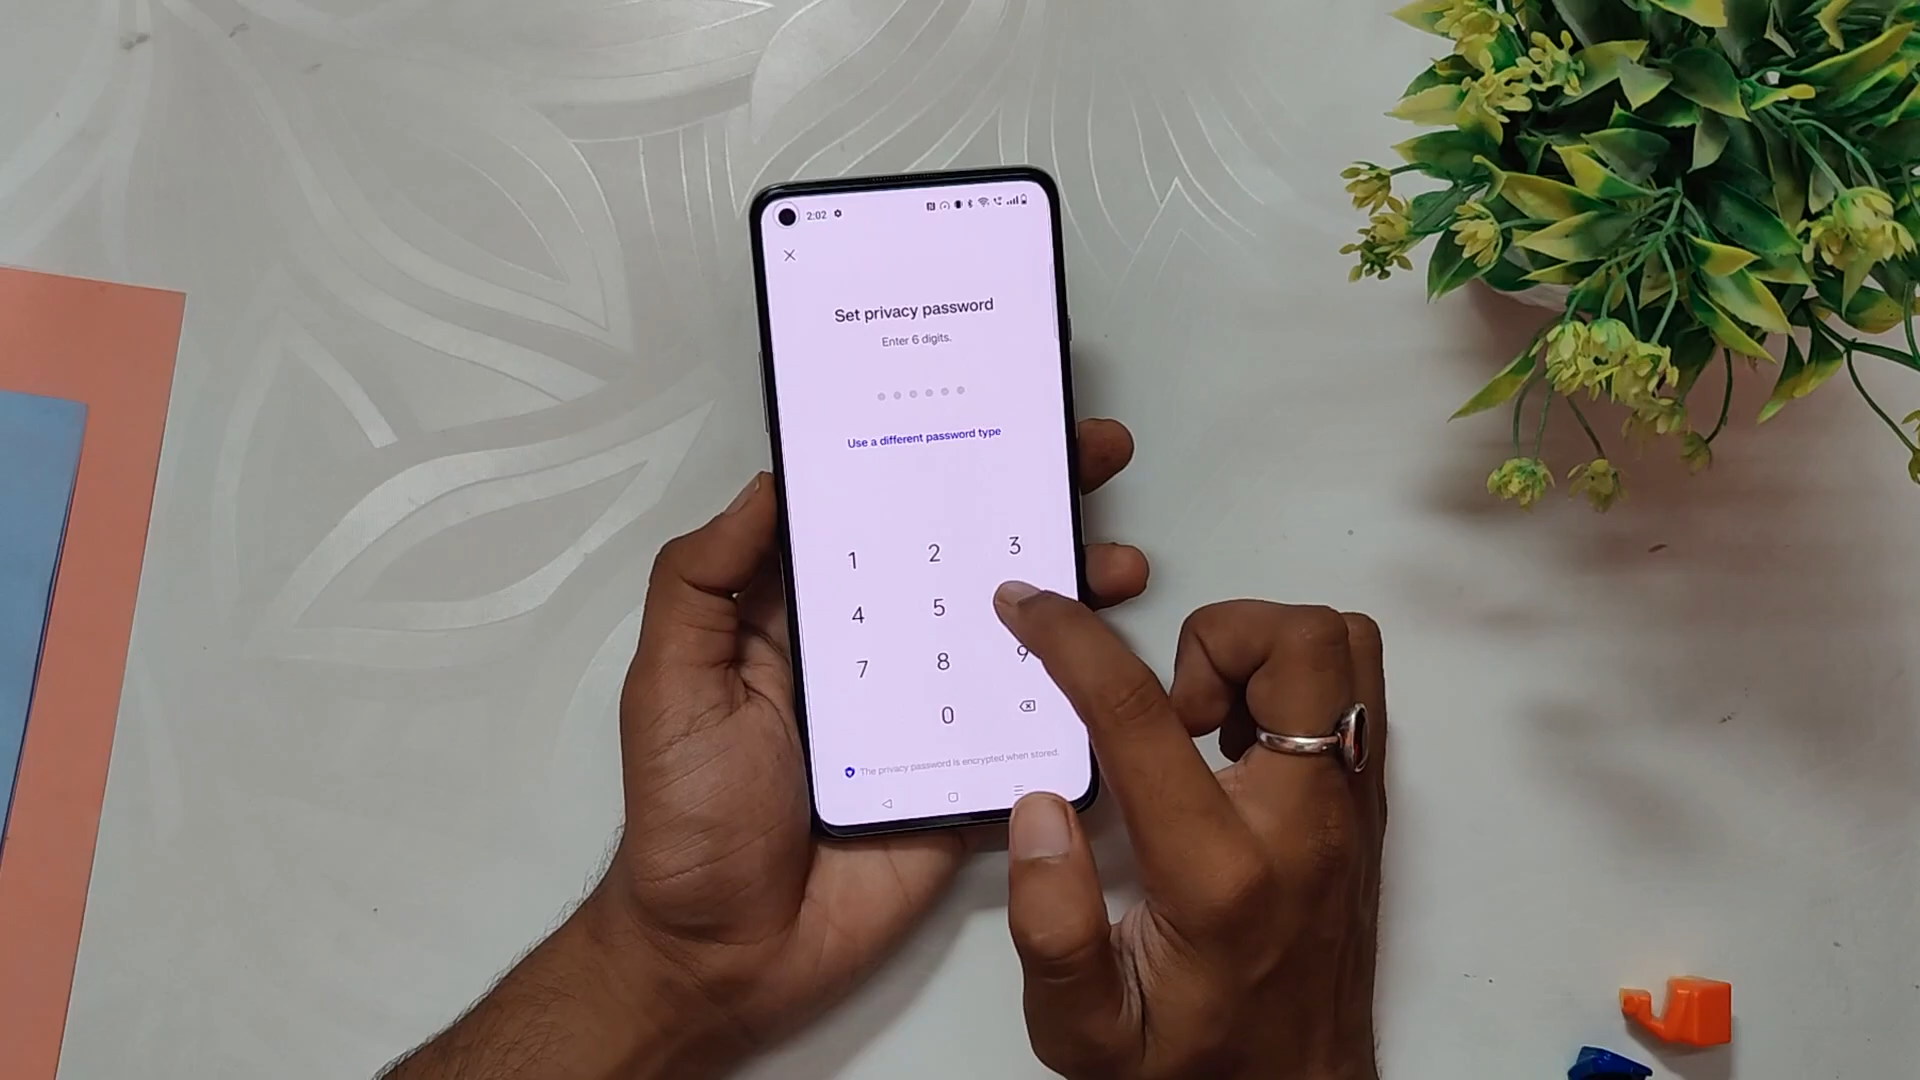 2:02
Set privacy password
Enter 6 digits.
Use a different password type
1 2 3
4 5
7 8 9
0
The privacy password is encrypted when stored.